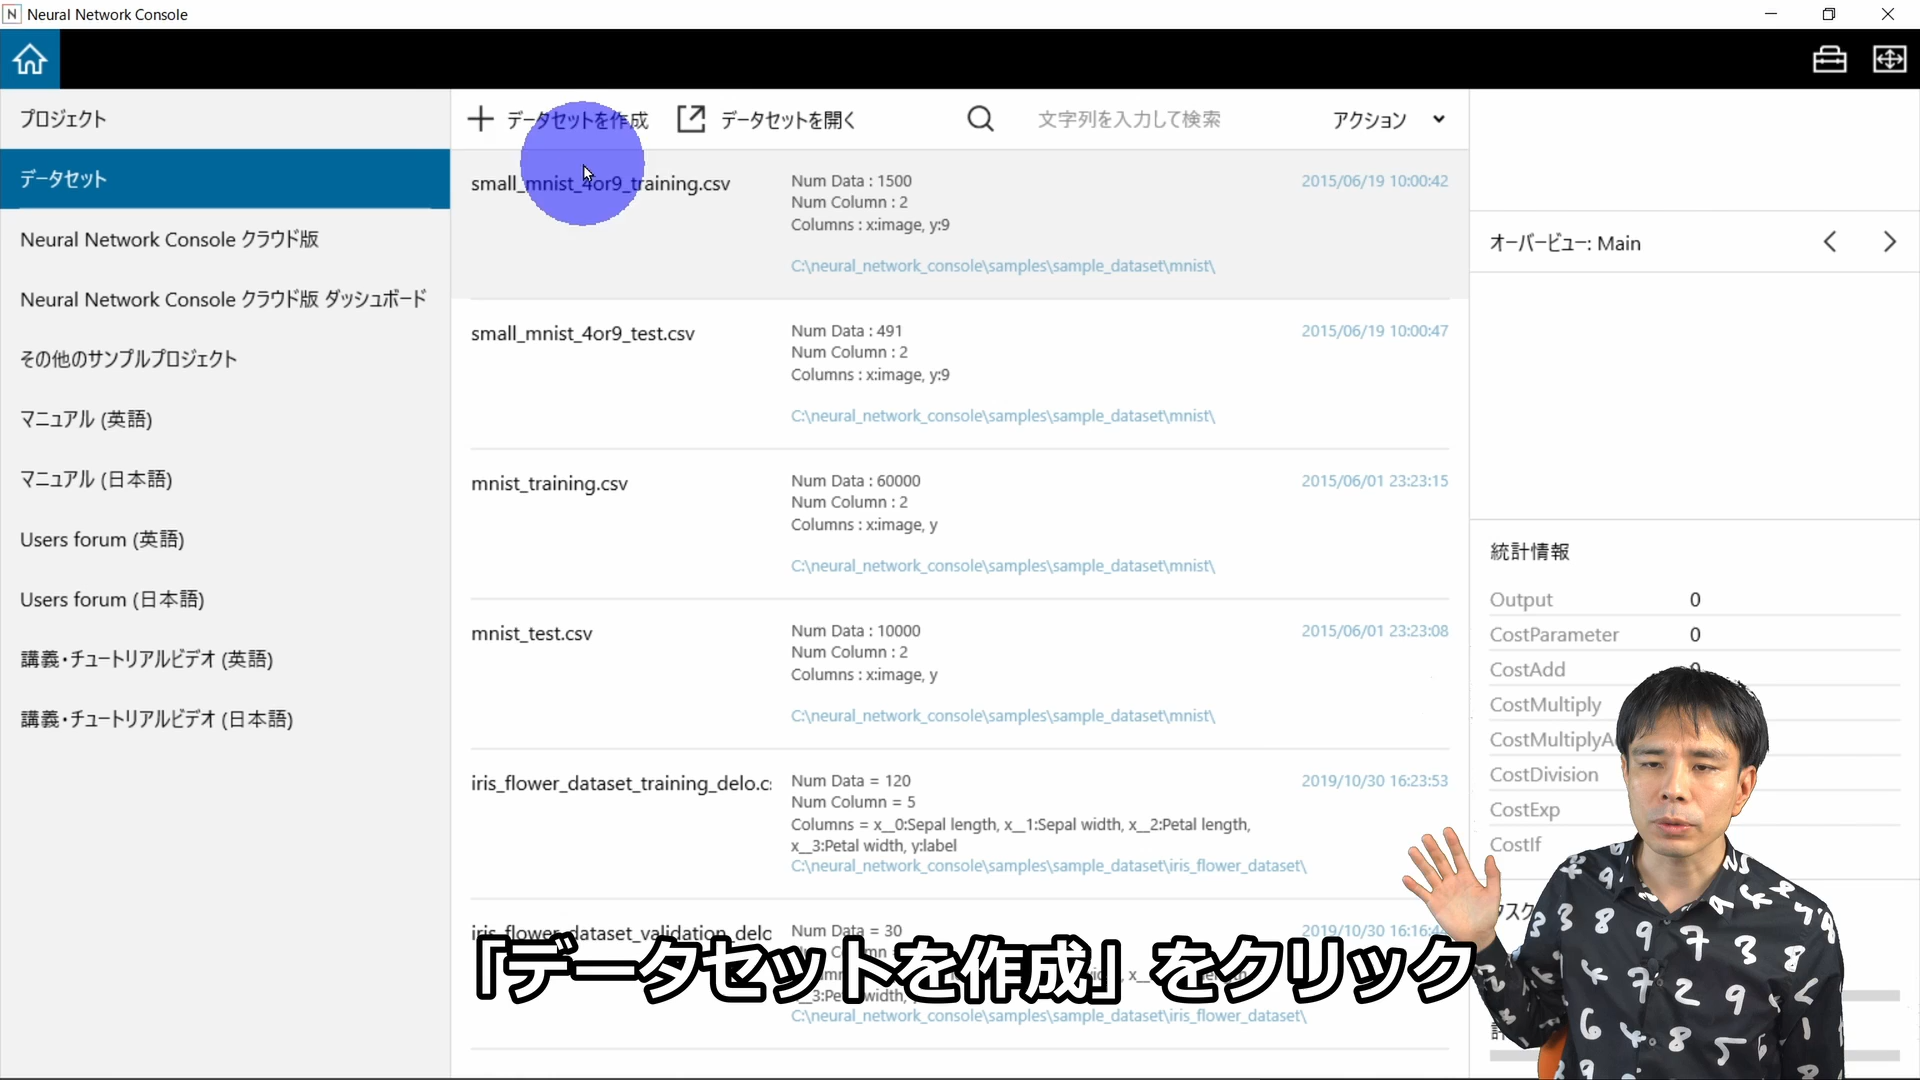 Neural Network Console
プロジェクト
データセット
Neural Network Console クラウド版
Neural Network Console クラウド版 ダッシュボード
その他のサンプルプロジェクト
マニュアル (英語)
マニュアル (日本語)
Users forum (英語)
Users forum (日本語)
講義・チュートリアルビデオ (英語)
講義・チュートリアルビデオ (日本語)
データセットを作成
データセットを開く
文字列を入力して検索
アクション
small_mnist_4or9_training.csv
Num Data : 1500
Num Column : 2
Columns : x:image, y:9
C:\neural_network_console\samples\sample_dataset\mnist\
2015/06/19 10:00:42
small_mnist_4or9_test.csv
Num Data : 491
Num Column : 2
Columns : x:image, y:9
C:\neural_network_console\samples\sample_dataset\mnist\
2015/06/19 10:00:47
mnist_training.csv
Num Data : 60000
Num Column : 2
Columns : x:image, y
C:\neural_network_console\samples\sample_dataset\mnist\
2015/06/01 23:23:15
mnist_test.csv
Num Data : 10000
Num Column : 2
Columns : x:image, y
C:\neural_network_console\samples\sample_dataset\mnist\
2015/06/01 23:23:08
iris_flower_dataset_training_delo.c
Num Data = 120
Num Column = 5
Columns = x__0:Sepal length, x__1:Sepal width, x__2:Petal length,
x__3:Petal width, y:label
C:\neural_network_console\samples\sample_dataset\iris_flower_dataset\
2019/10/30 16:23:53
iris_flower_dataset_validation_delo
Num Data = 30
C:\neural_network_console\samples\sample_dataset\iris_flower_dataset\
2019/10/30 16:16:4
オーバービュー: Main
統計情報
Output 0
CostParameter 0
CostAdd 0
CostMultiply
CostMultiplyA
CostDivision
CostExp
CostIf
「データセットを作成」をクリック